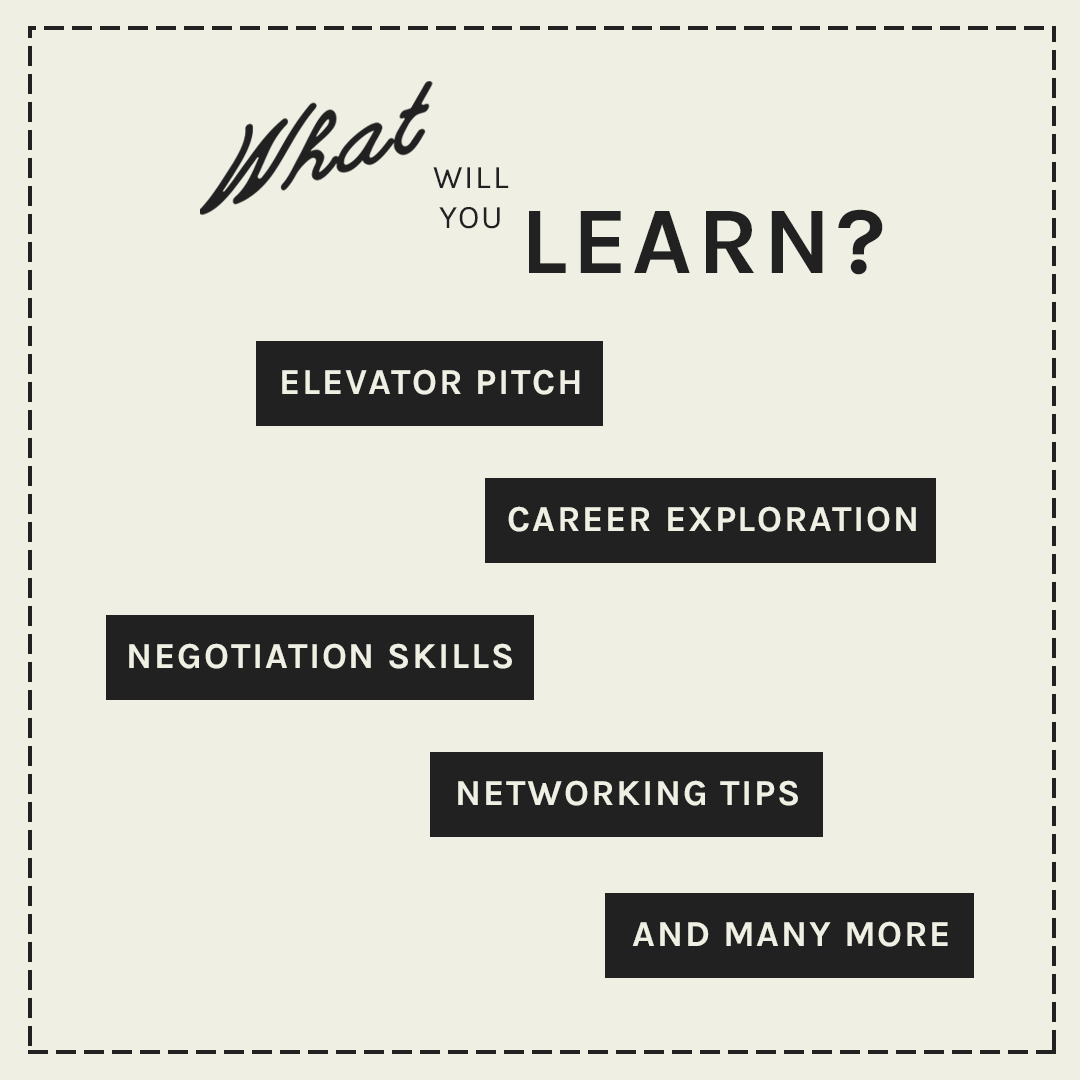 What
WILL
YOU
LEARN?
ELEVATOR PITCH
CAREER EXPLORATION
NEGOTIATION SKILLS
NETWORKING TIPS
AND MANY MORE